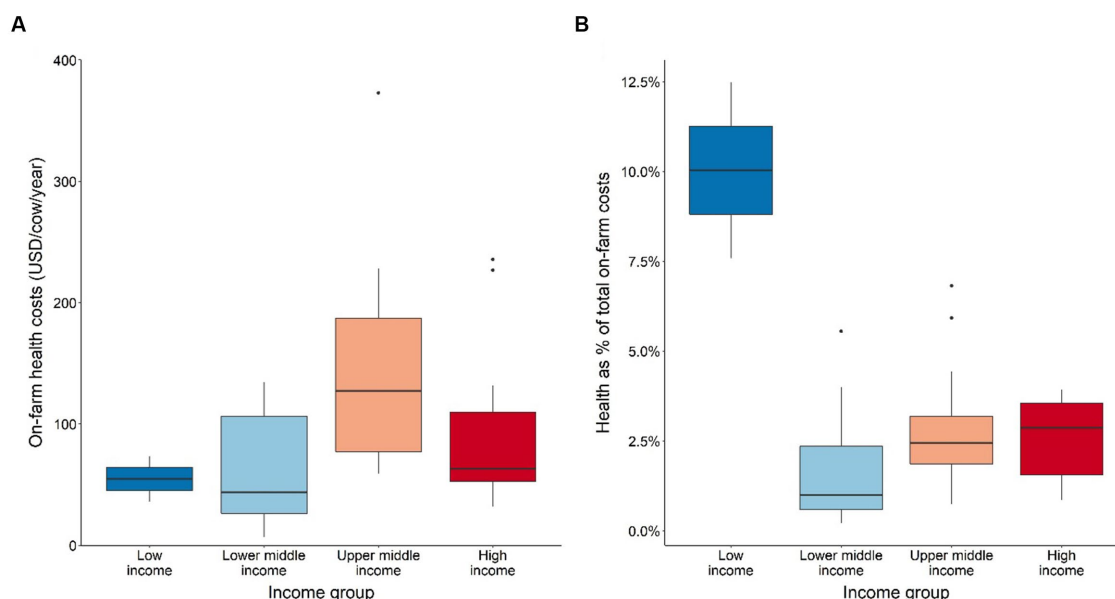 A
On-farm health costs (USD/cow/year)
400
300
200
100
0
Low
income
Lower middle
income
Upper middle
income
High
income
Income group
B
Health as % of total on-farm costs
12.5%
10.0%
7.5%
5.0%
2.5%
0.0%
Low
income
Lower middle
income
Upper middle
income
High
income
Income group